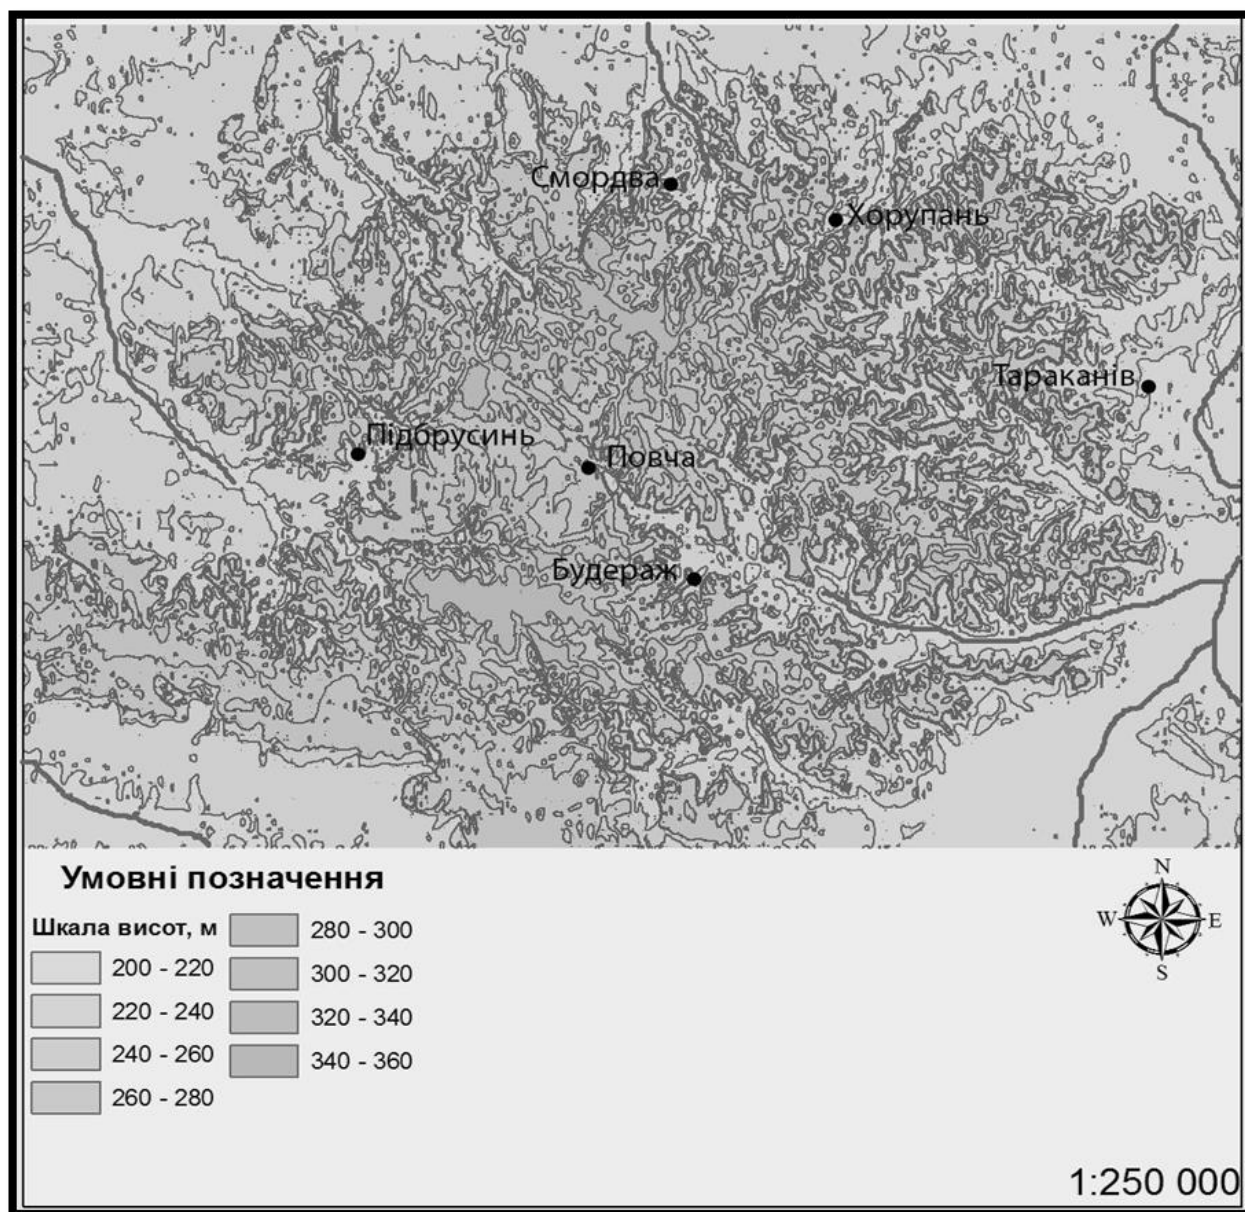 Смордва
Хорупань
Тараканів
Підбрусинь
Повча
Будераж
Умовні позначення
Шкала висот, м
200 - 220
220 - 240
240 - 260
260 - 280
280 - 300
300 - 320
320 - 340
340 - 360
N
W E
S
1:250 000